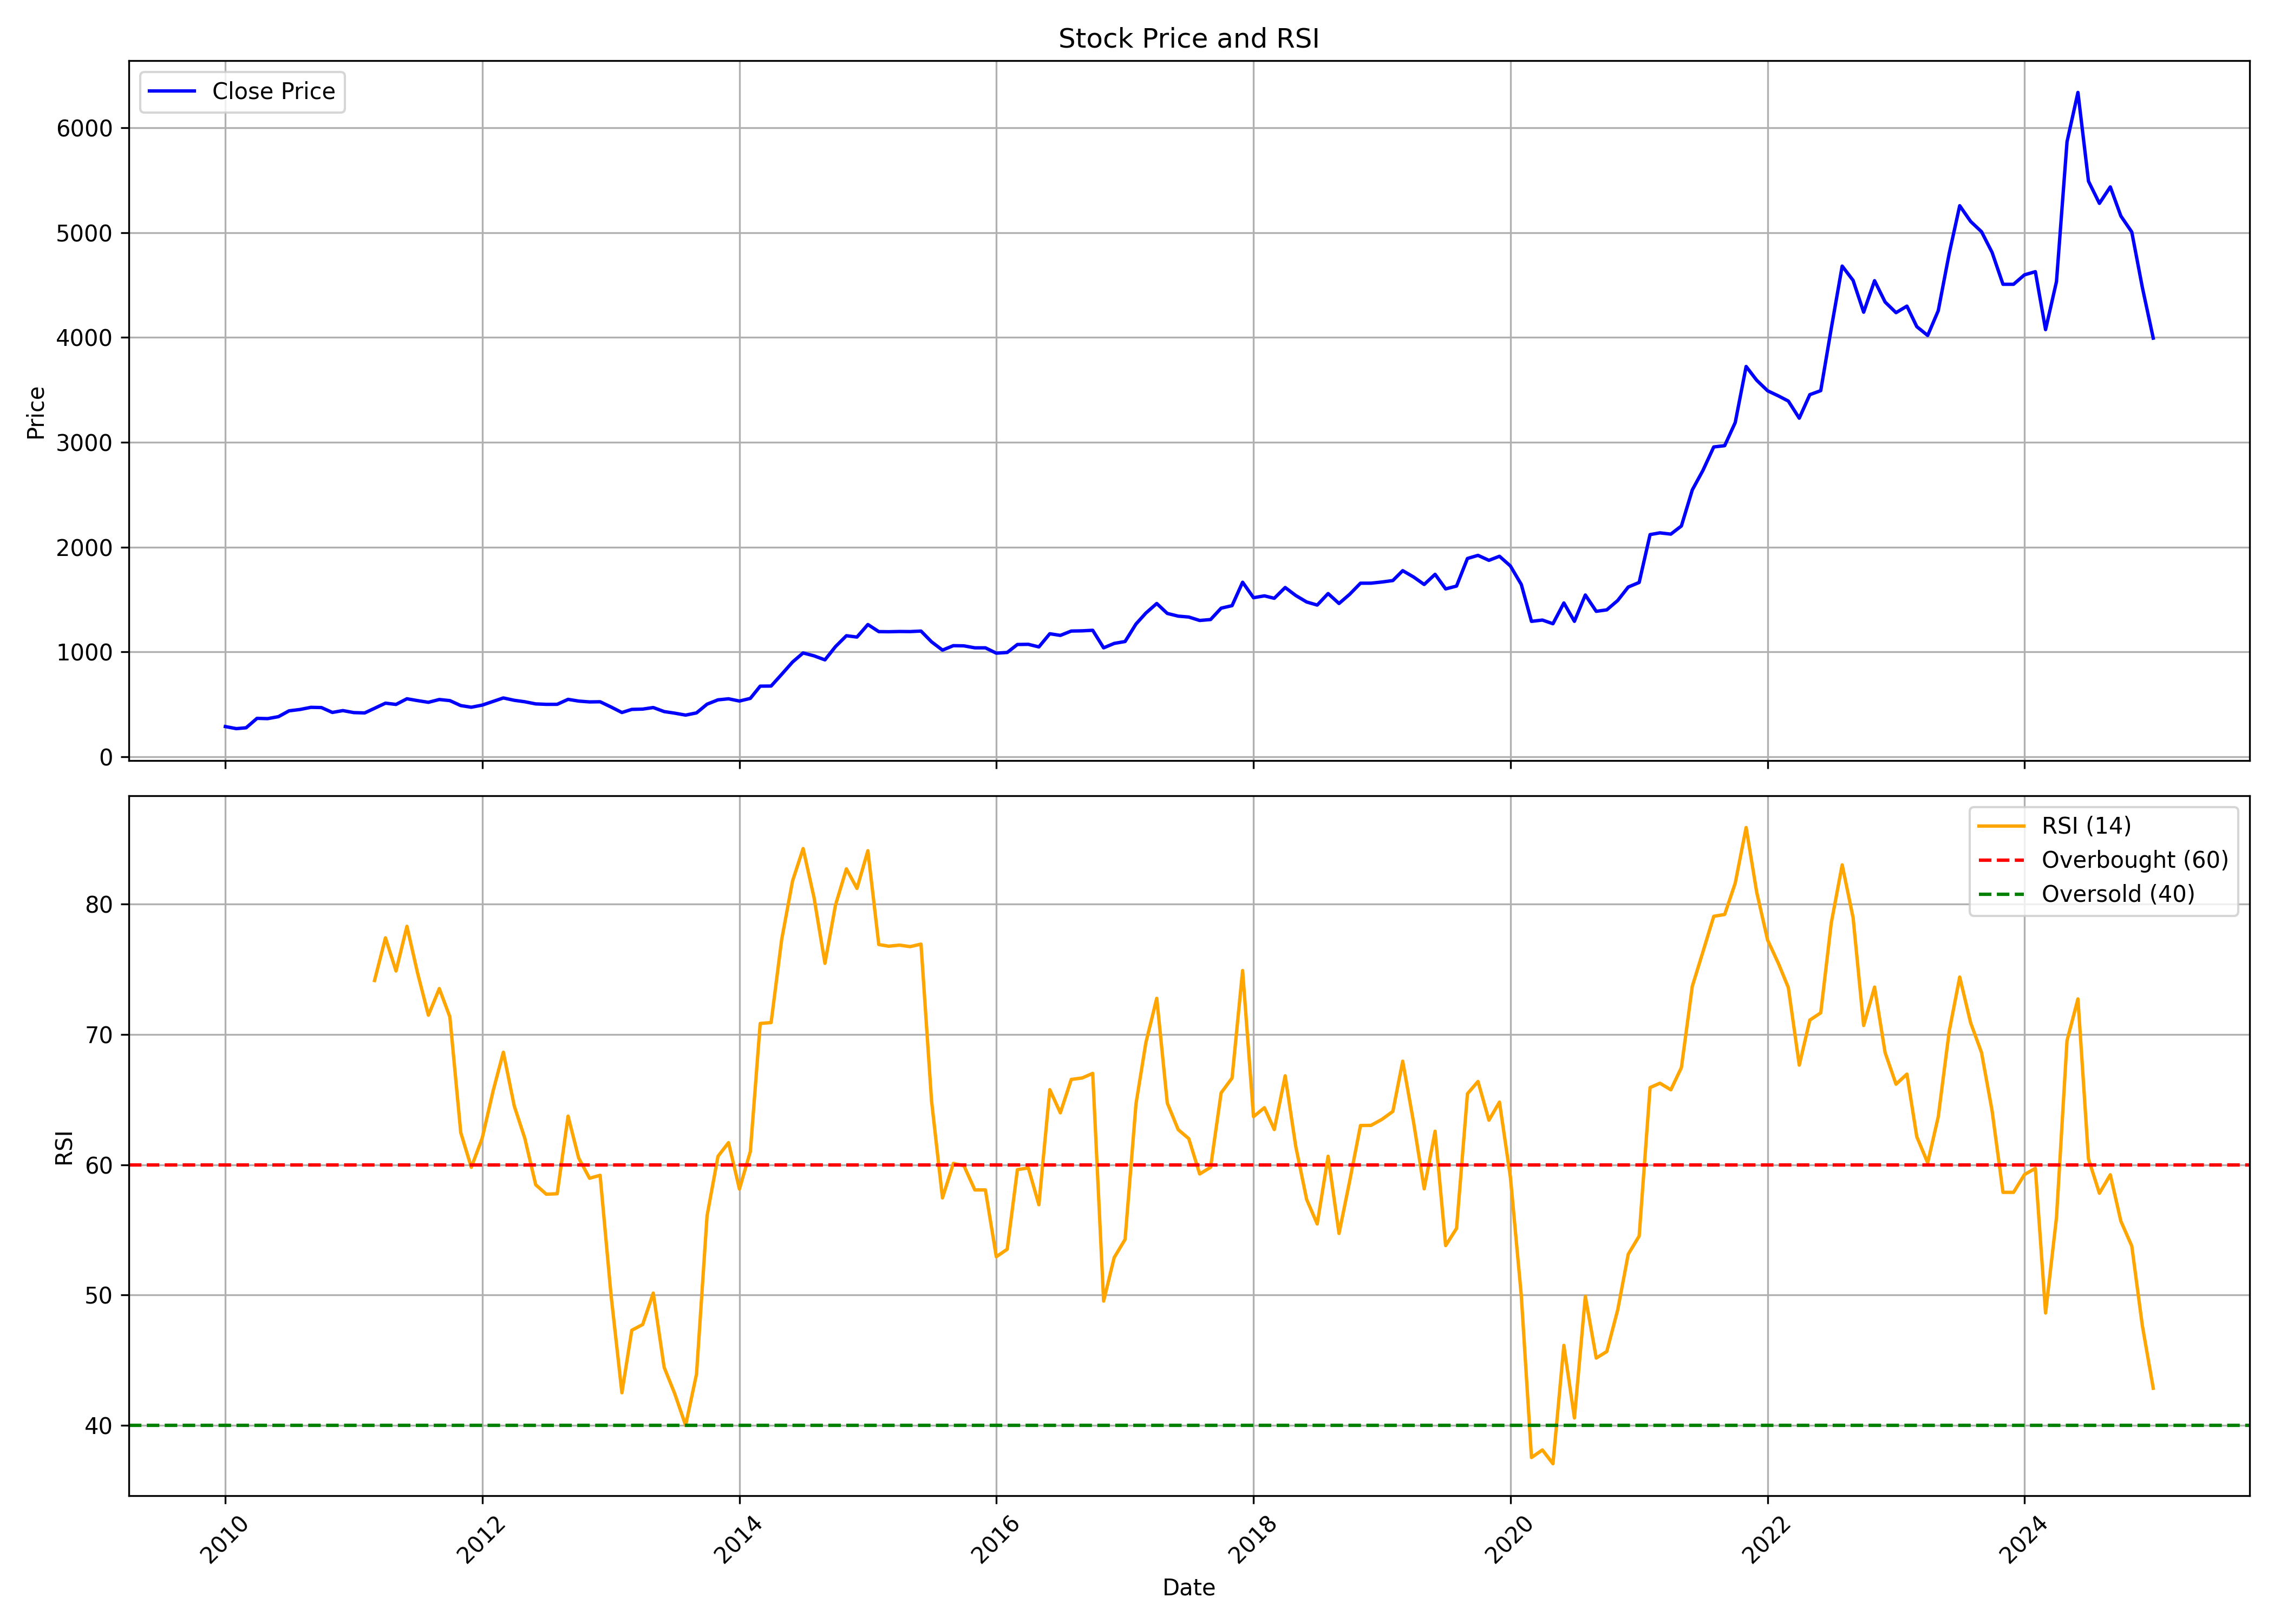 Stock Price and RSI
Close Price
Price
6000
5000
4000
3000
2000
1000
0
RSI (14)
Overbought (60)
Oversold (40)
RSI
80
70
60
50
40
2010
2012
2014
2016
2018
2020
2022
2024
Date